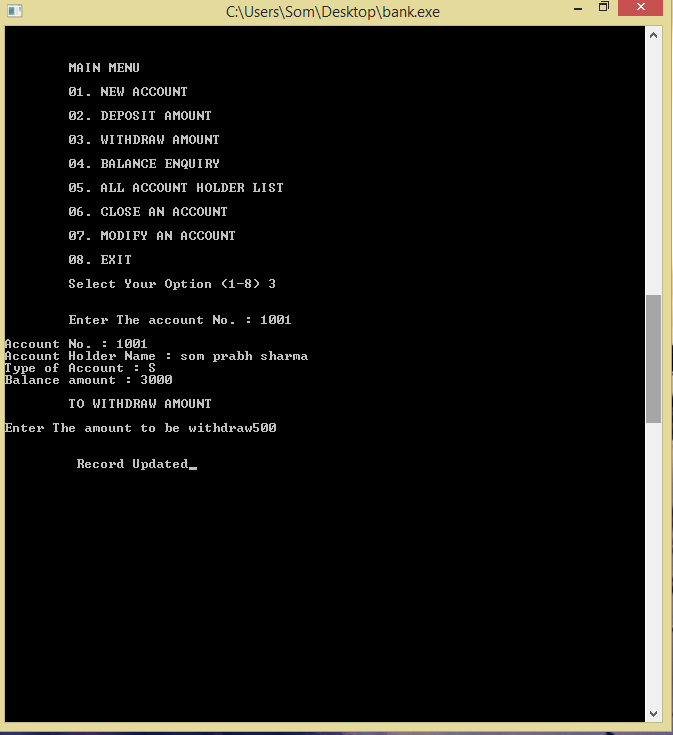 C:\Users\Som\Desktop\bank.exe
MAIN MENU
01. NEW ACCOUNT
02. DEPOSIT AMOUNT
03. WITHDRAW AMOUNT
04. BALANCE ENQUIRY
05. ALL ACCOUNT HOLDER LIST
06. CLOSE AN ACCOUNT
07. MODIFY AN ACCOUNT
08. EXIT
Select Your Option (1-8) 3
Enter The account No. : 1001
Account No. : 1001
Account Holder Name : som prabh sharma
Type of Account : S
Balance amount : 3000
TO WITHDRAW AMOUNT
Enter The amount to be withdraw500
Record Updated_